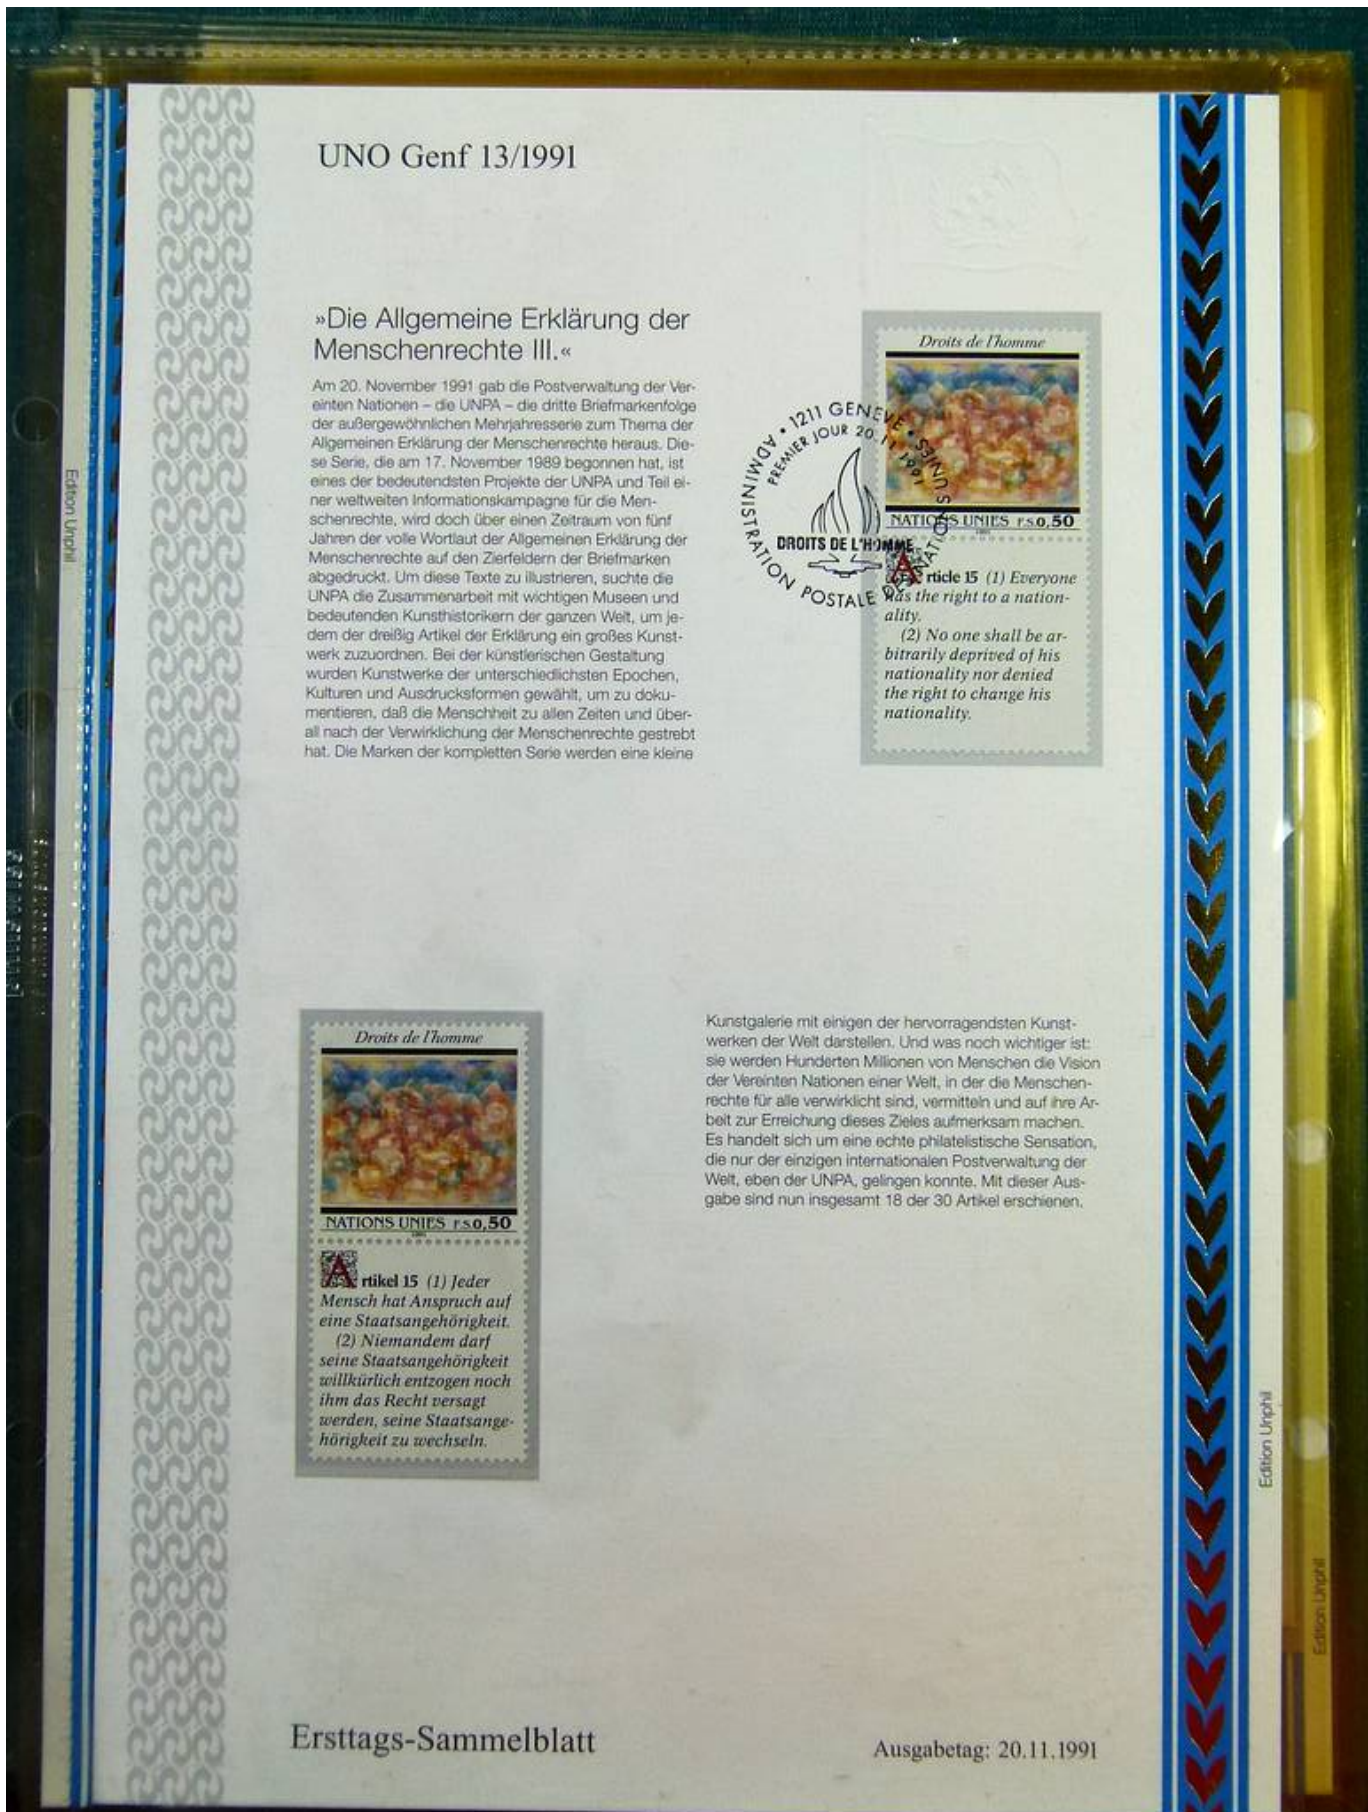 UNO Genf 13/1991
»Die Allgemeine Erklärung der
Menschenrechte III.«
Am 20. November 1991 gab die Postverwaltung der Ver-
einten Nationen – die UNPA – die dritte Briefmarkenfolge
der außergewöhnlichen Mehrjahresserie zum Thema der
Allgemeinen Erklärung der Menschenrechte heraus. Die-
se Serie, die am 17. November 1989 begonnen hat, ist
eines der bedeutendsten Projekte der UNPA und Teil ei-
ner weltweiten Informationskampagne für die Men-
schenrechte, wird doch über einen Zeitraum von fünf
Jahren der volle Wortlaut der Allgemeinen Erklärung der
Menschenrechte auf den Zierfeldern der Briefmarken
abgedruckt. Um diese Texte zu illustrieren, suchte die
UNPA die Zusammenarbeit mit wichtigen Museen und
bedeutenden Kunsthistorikern der ganzen Welt, um je-
dem der dreißig Artikel der Erklärung ein großes Kunst-
werk zuzuordnen. Bei der künstlerischen Gestaltung
wurden Kunstwerke der unterschiedlichsten Epochen,
Kulturen und Ausdrucksformen gewählt, um zu doku-
mentieren, daß die Menschheit zu allen Zeiten und über-
all nach der Verwirklichung der Menschenrechte gestrebt
hat. Die Marken der kompletten Serie werden eine kleine
Droits de l'homme
NATIONS UNIES F.S.0,50
1991
Article 15 (1) Everyone
has the right to a nation-
ality.
(2) No one shall be ar-
bitrarily deprived of his
nationality nor denied
the right to change his
nationality.
ADMINISTRATION POSTALE DES NATIONS UNIES • 1211 GENEVE •
PREMIER JOUR 20.11.1991
DROITS DE L'HOMME
Droits de l'homme
NATIONS UNIES F.S.0,50
1991
Artikel 15 (1) Jeder
Mensch hat Anspruch auf
eine Staatsangehörigkeit.
(2) Niemandem darf
seine Staatsangehörigkeit
willkürlich entzogen noch
ihm das Recht versagt
werden, seine Staatsange-
hörigkeit zu wechseln.
Kunstgalerie mit einigen der hervorragendsten Kunst-
werken der Welt darstellen. Und was noch wichtiger ist:
sie werden Hunderten Millionen von Menschen die Vision
der Vereinten Nationen einer Welt, in der die Menschen-
rechte für alle verwirklicht sind, vermitteln und auf ihre Ar-
beit zur Erreichung dieses Zieles aufmerksam machen.
Es handelt sich um eine echte philatelistische Sensation,
die nur der einzigen internationalen Postverwaltung der
Welt, eben der UNPA, gelingen konnte. Mit dieser Aus-
gabe sind nun insgesamt 18 der 30 Artikel erschienen.
Ersttags-Sammelblatt
Ausgabetag: 20.11.1991
Edition Unphil
Edition Unphil
Edition Unphil